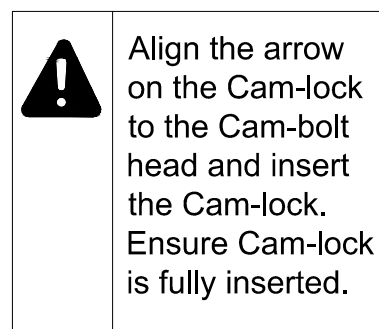 Align the arrow
on the Cam-lock
to the Cam-bolt
head and insert
the Cam-lock.
Ensure Cam-lock
is fully inserted.